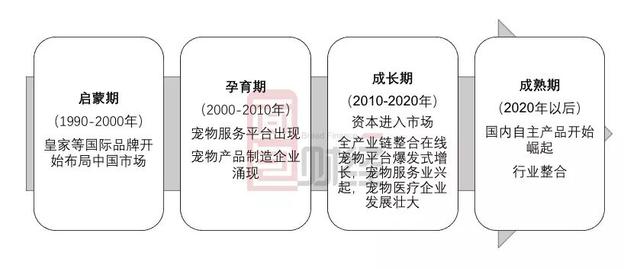 启蒙期
（1990-2000年）
皇家等国际品牌开
始布局中国市场
孕育期
（2000-2010年）
宠物服务平台出现
宠物产品制造企业
涌现
成长期
（2010-2020年）
资本进入市场
全产业链整合在线
宠物平台爆发式增
长，宠物服务业兴
起，宠物医疗企业
发展壮大
成熟期
（2020年以后）
国内自主产品开始
崛起
行业整合